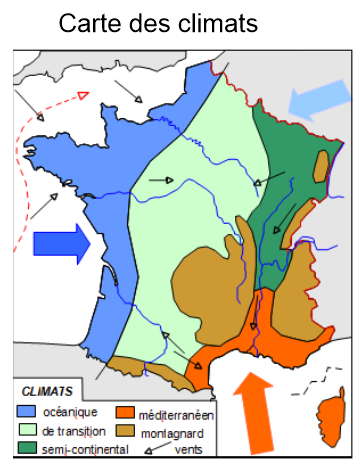 Carte des climats
CLIMATS
océanique
méditerranéen
de transition
montagnard
semi-continental
vents